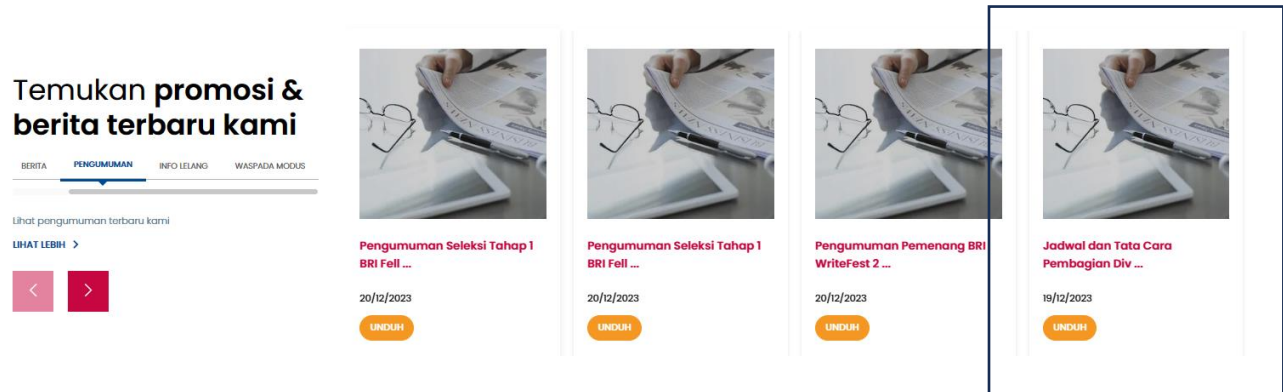 Temukan promosi &
berita terbaru kami
BERITA PENGUMUMAN INFO LELANG WASPADA MODUS
Lihat pengumuman terbaru kami
LIHAT LEBIH >
< >
Pengumuman Seleksi Tahap 1
BRI Fell ...
20/12/2023
UNDUH
Pengumuman Seleksi Tahap 1
BRI Fell ...
20/12/2023
UNDUH
Pengumuman Pemenang BRI
WriteFest 2 ...
20/12/2023
UNDUH
Jadwal dan Tata Cara
Pembagian Div ...
19/12/2023
UNDUH